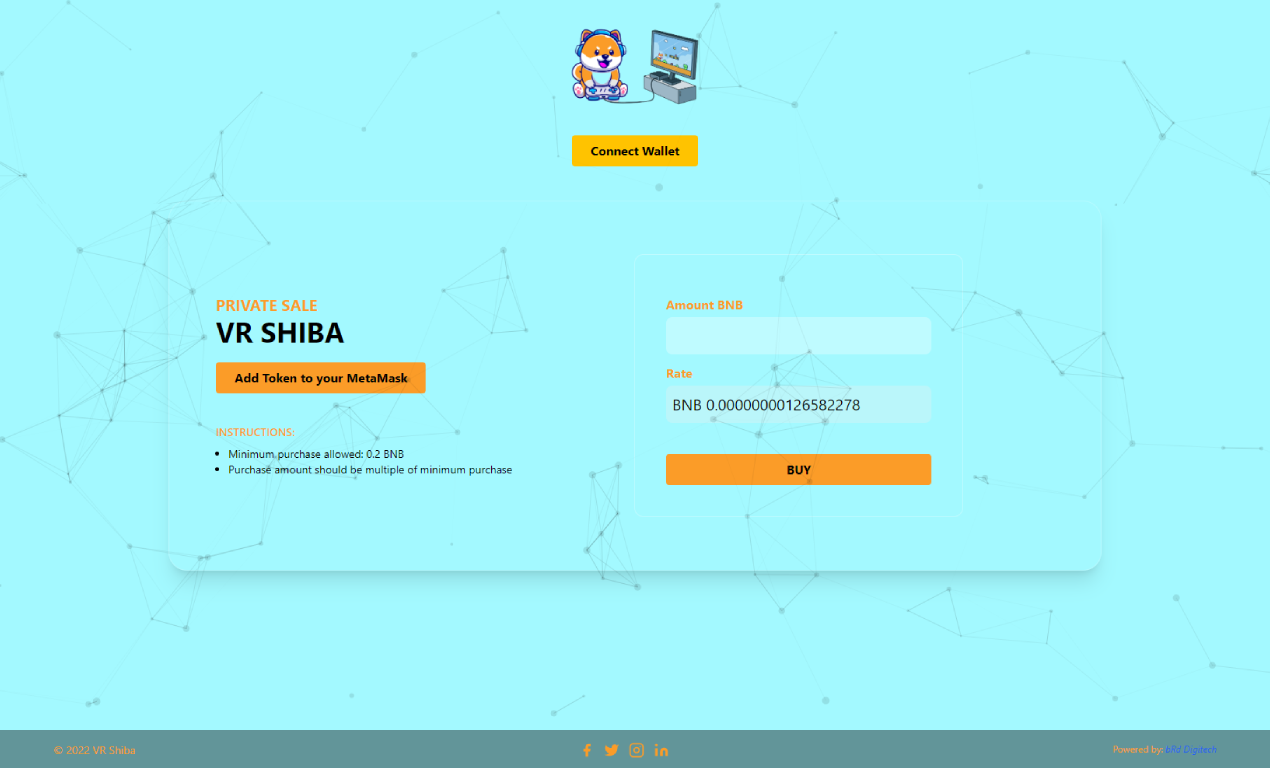 Connect Wallet
PRIVATE SALE
VR SHIBA
Add Token to your MetaMask
INSTRUCTIONS:
Minimum purchase allowed: 0.2 BNB
Purchase amount should be multiple of minimum purchase
Amount BNB
Rate
BNB 0.00000000126582278
BUY
© 2022 VR Shiba
Powered by: bRd Digitech